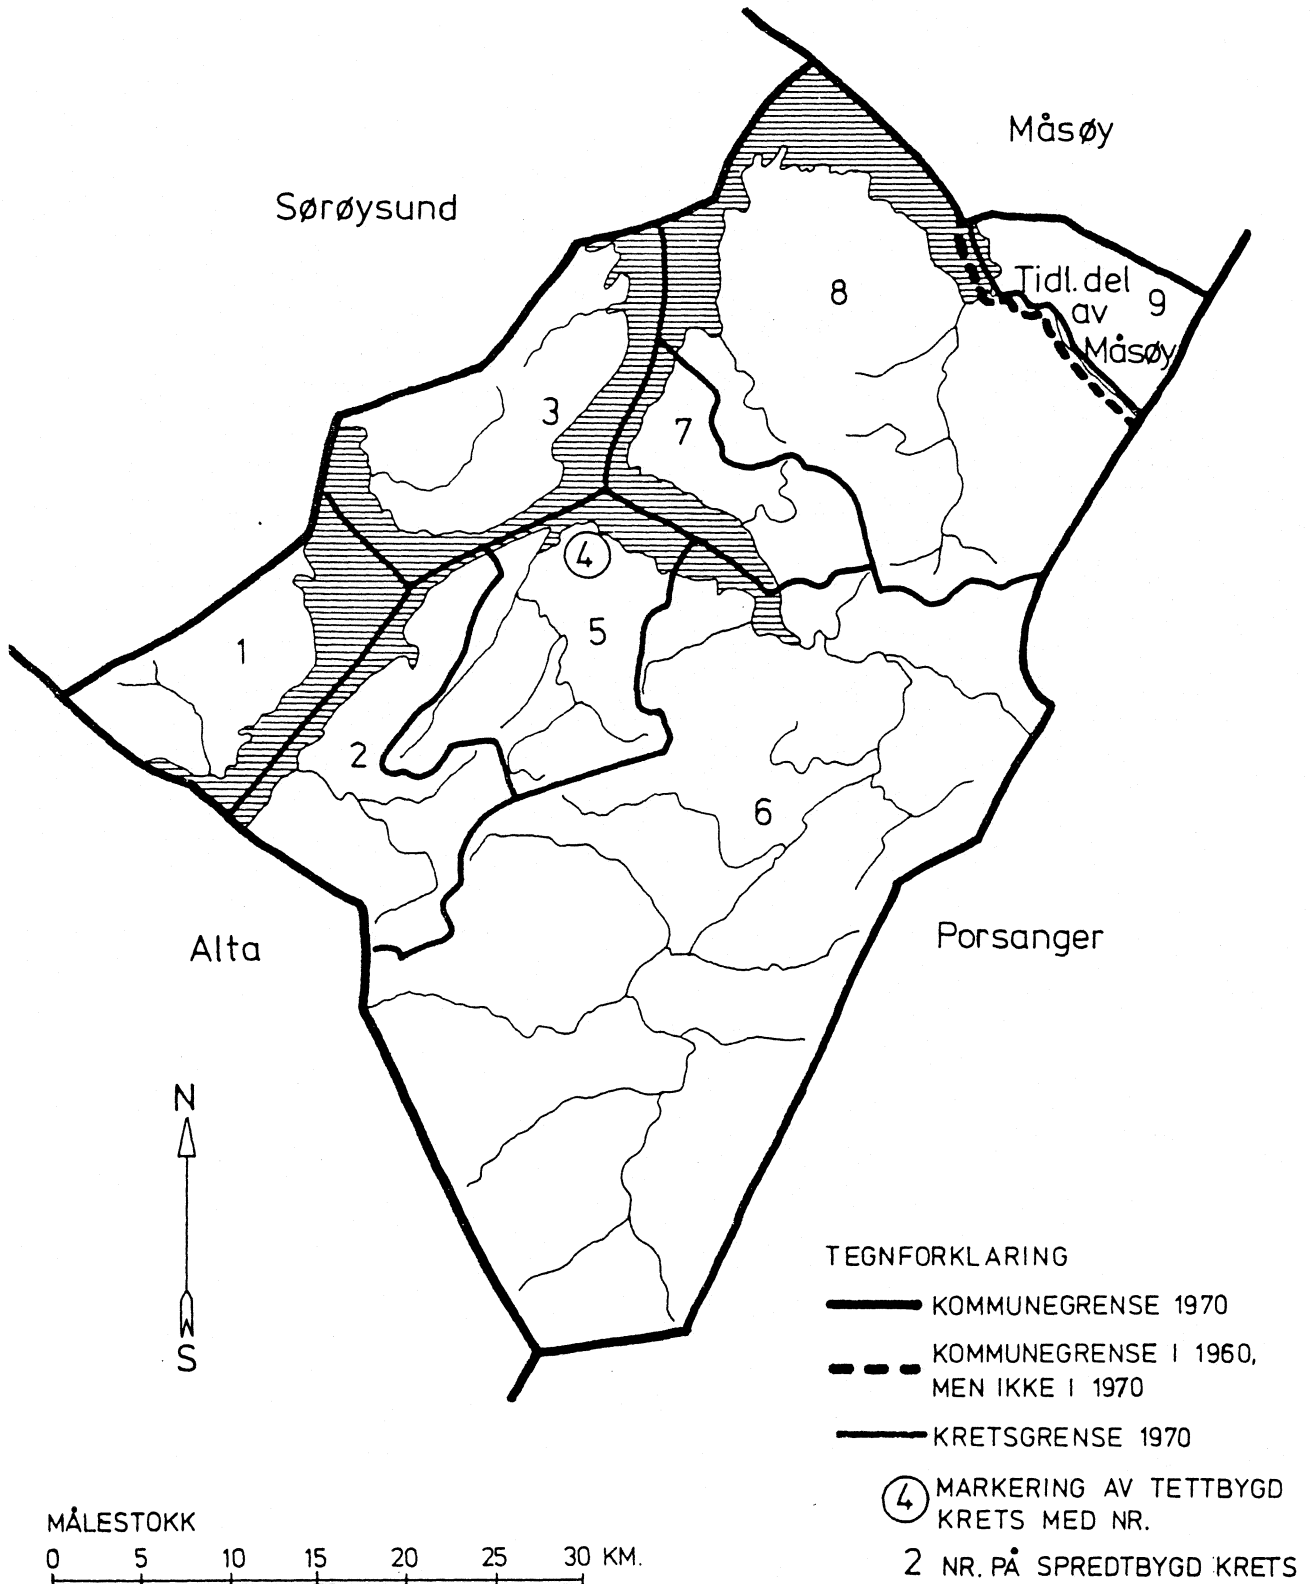 Måsøy
Sørøysund
8
Tidl. del
av
Måsøy
9
3
7
4
5
1
2
6
Alta
Porsanger
N
S
TEGNFORKLARING
KOMMUNEGRENSE 1970
KOMMUNEGRENSE I 1960,
MEN IKKE I 1970
KRETSGRENSE 1970
4 MARKERING AV TETTBYGD
KRETS MED NR.
2 NR. PÅ SPREDTBYGD KRETS
MÅLESTOKK
0 5 10 15 20 25 30 KM.